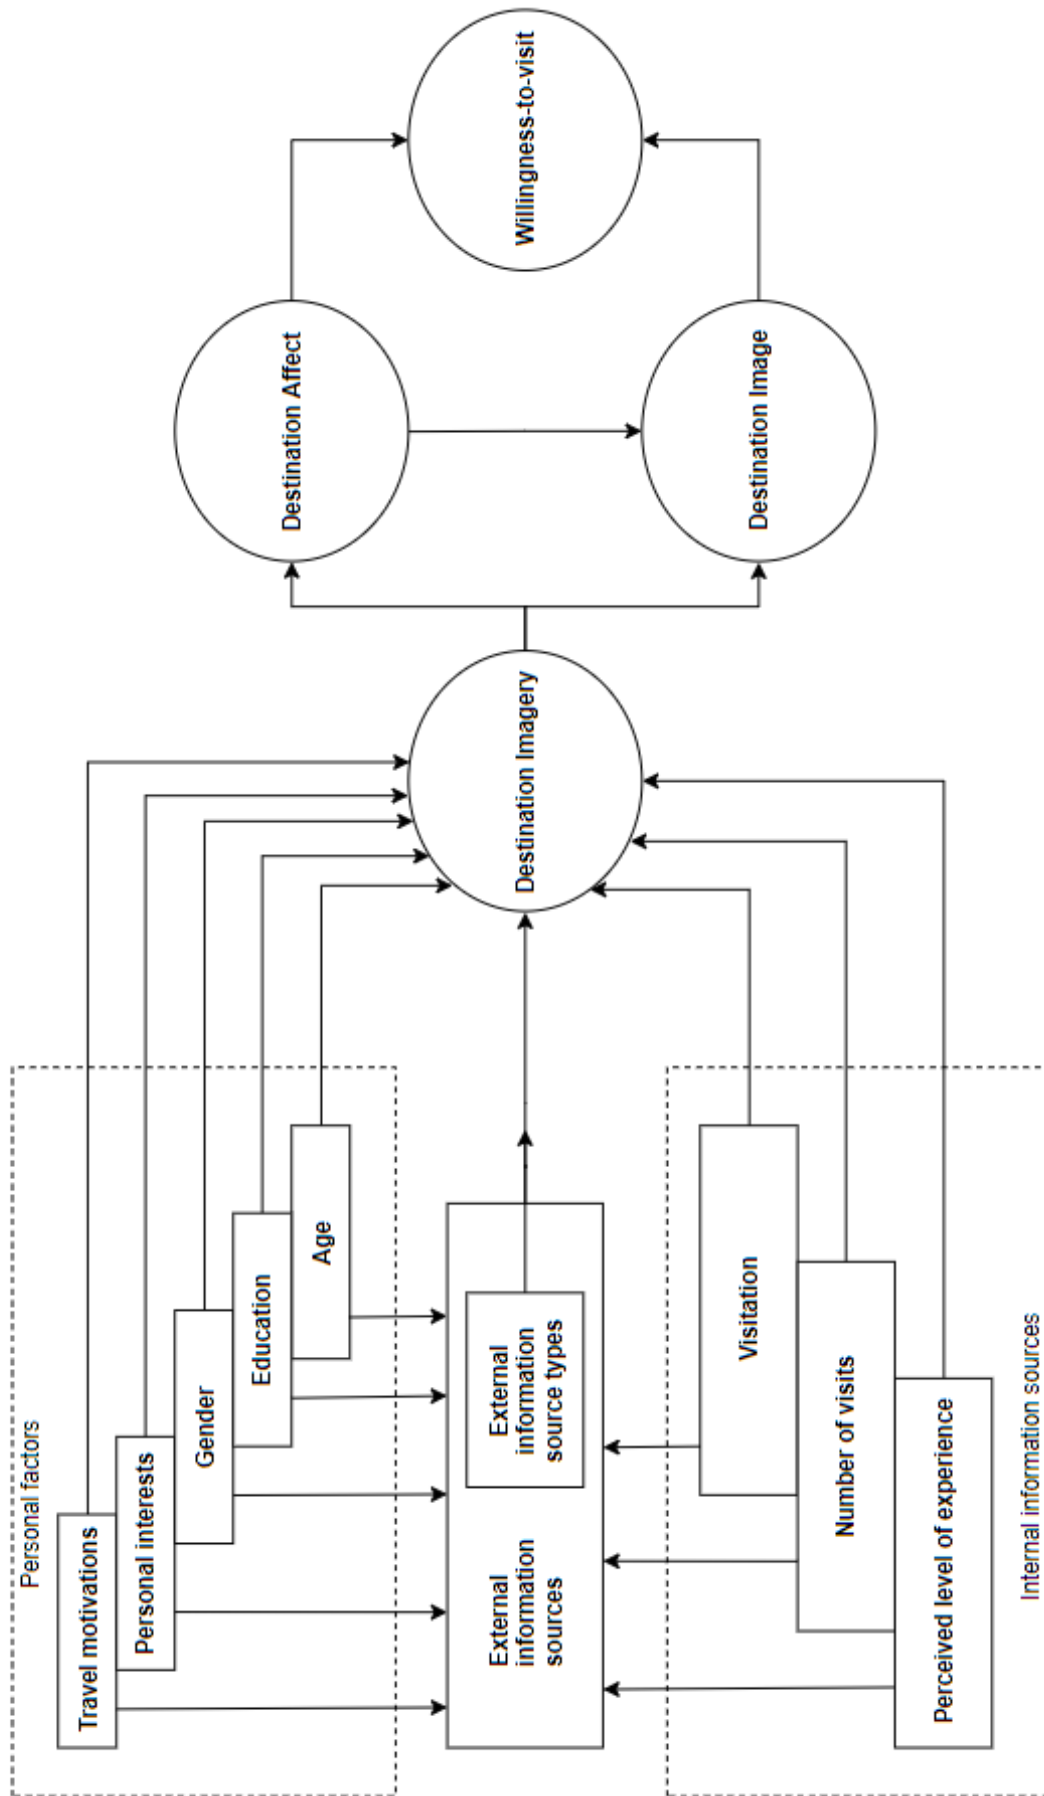 Personal factors
Travel motivations
Personal interests
Gender
Education
Age
External
information
sources
External
information
source types
Visitation
Number of visits
Perceived level of experience
Internal information sources
Destination Imagery
Destination Affect
Destination Image
Willingness-to-visit